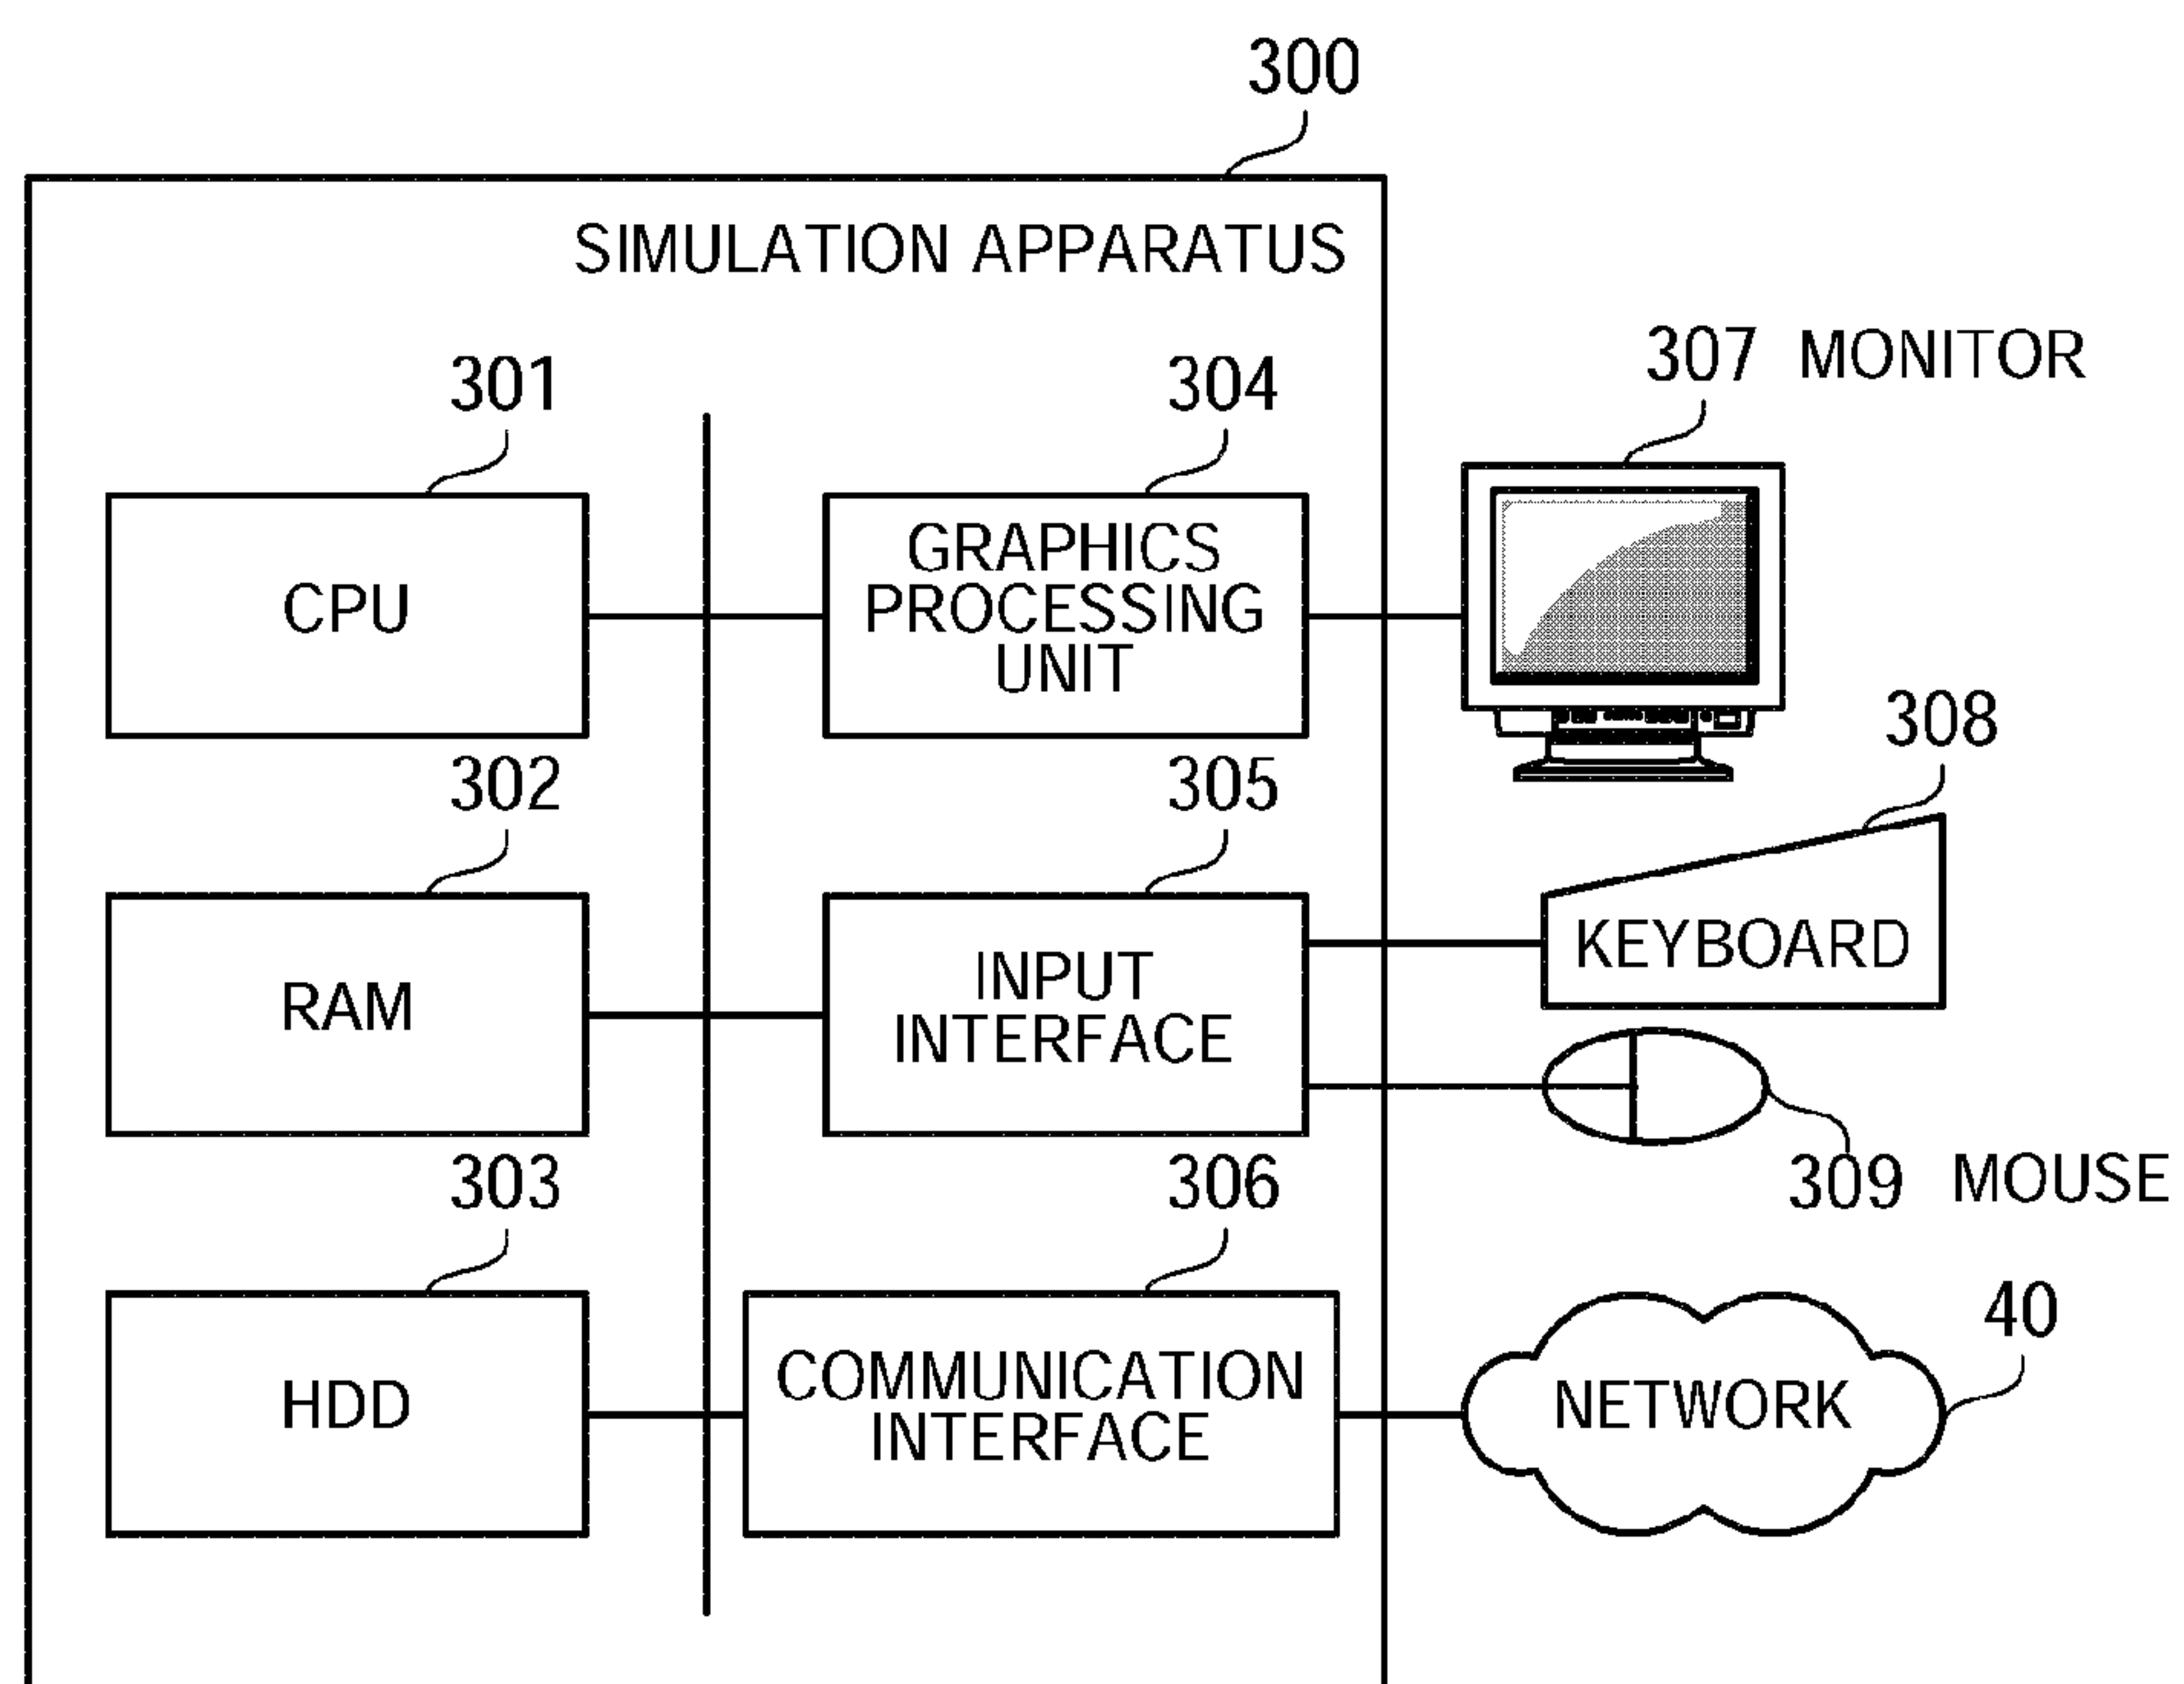 300
SIMULATION APPARATUS
301
304
307 MONITOR
CPU
GRAPHICS
PROCESSING
UNIT
302
305
308
RAM
INPUT
INTERFACE
KEYBOARD
303
306
309 MOUSE
HDD
COMMUNICATION
INTERFACE
40
NETWORK